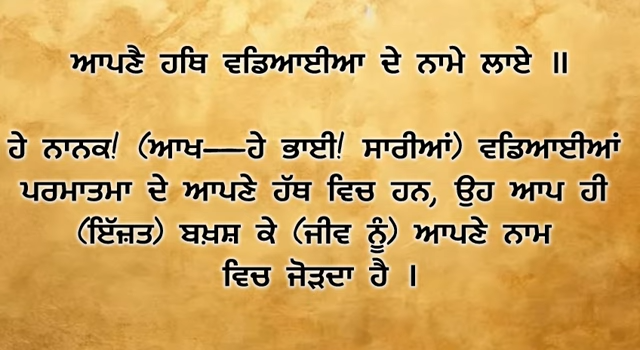 ਆਪਣੈ ਹਥਿ ਵਡਿਆਈਆ ਦੇ ਨਾਮੇ ਲਾਏ ॥
ਹੇ ਨਾਨਕ! (ਆਖ—ਹੇ ਭਾਈ! ਸਾਰੀਆਂ) ਵਡਿਆਈਆਂ
ਪਰਮਾਤਮਾ ਦੇ ਆਪਣੇ ਹੱਥ ਵਿਚ ਹਨ, ਉਹ ਆਪ ਹੀ
(ਇੱਜ਼ਤ) ਬਖ਼ਸ਼ ਕੇ (ਜੀਵ ਨੂੰ) ਆਪਣੇ ਨਾਮ
ਵਿਚ ਜੋੜਦਾ ਹੈ ।